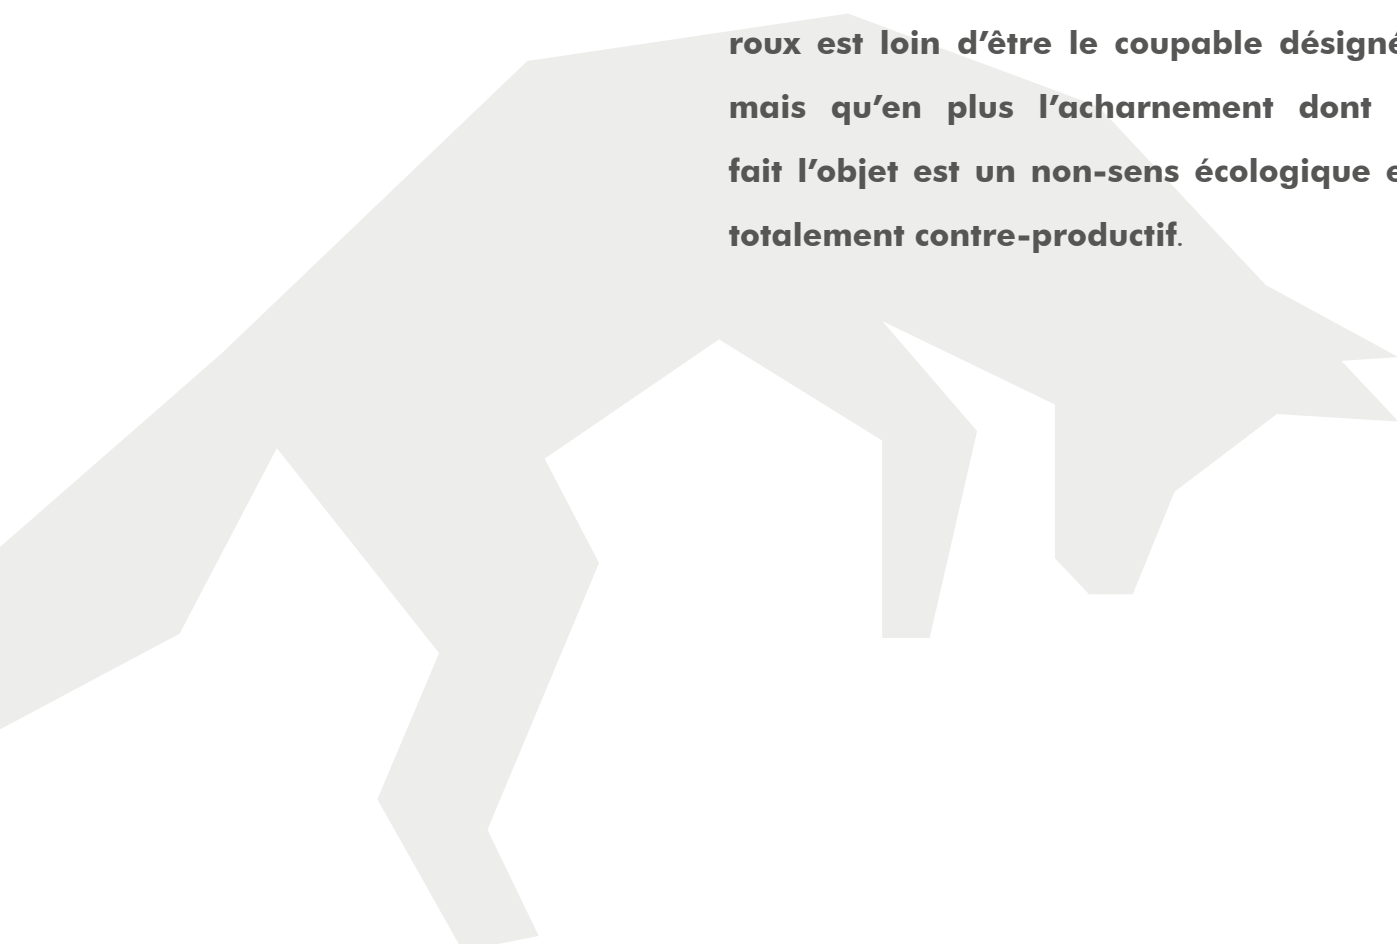 roux est loin d’être le coupable désigné
mais qu’en plus l’acharnement dont
fait l’objet est un non-sens écologique e
totalement contre-productif.